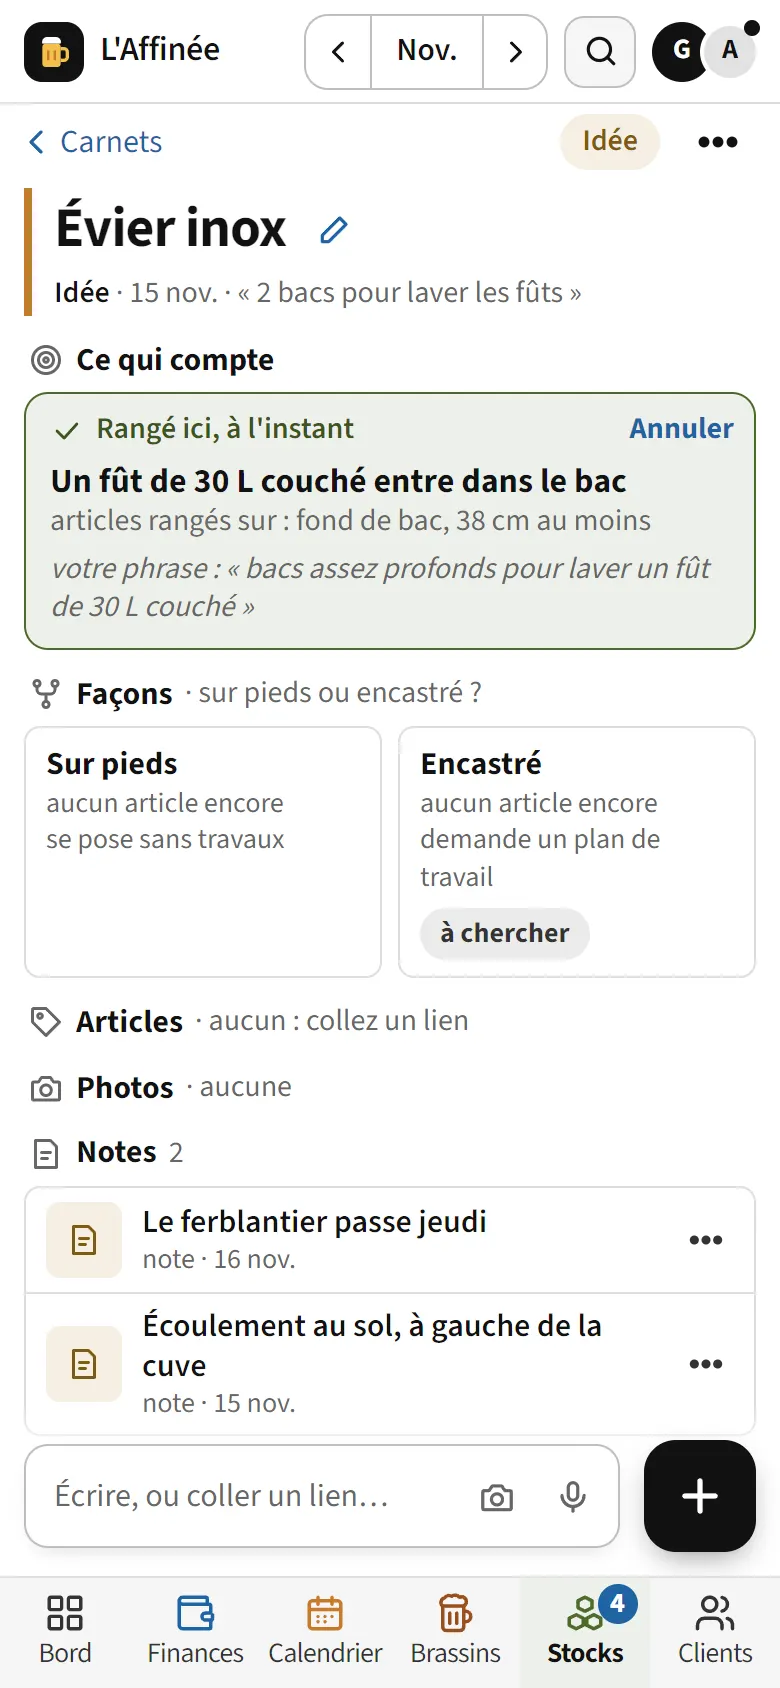 L'Affinée
Nov.
G
A
Carnets
Idée
Évier inox
Idée · 15 nov. · « 2 bacs pour laver les fûts »
Ce qui compte
Rangé ici, à l'instant
Annuler
Un fût de 30 L couché entre dans le bac
articles rangés sur : fond de bac, 38 cm au moins
votre phrase : « bacs assez profonds pour laver un fût
de 30 L couché »
Façons · sur pieds ou encastré ?
Sur pieds
aucun article encore
se pose sans travaux
Encastré
aucun article encore
demande un plan de
travail
à chercher
Articles · aucun : collez un lien
Photos · aucune
Notes 2
Le ferblantier passe jeudi
note · 16 nov.
Écoulement au sol, à gauche de la
cuve
note · 15 nov.
Écrire, ou coller un lien...
Bord
Finances
Calendrier
Brassins
4
Stocks
Clients